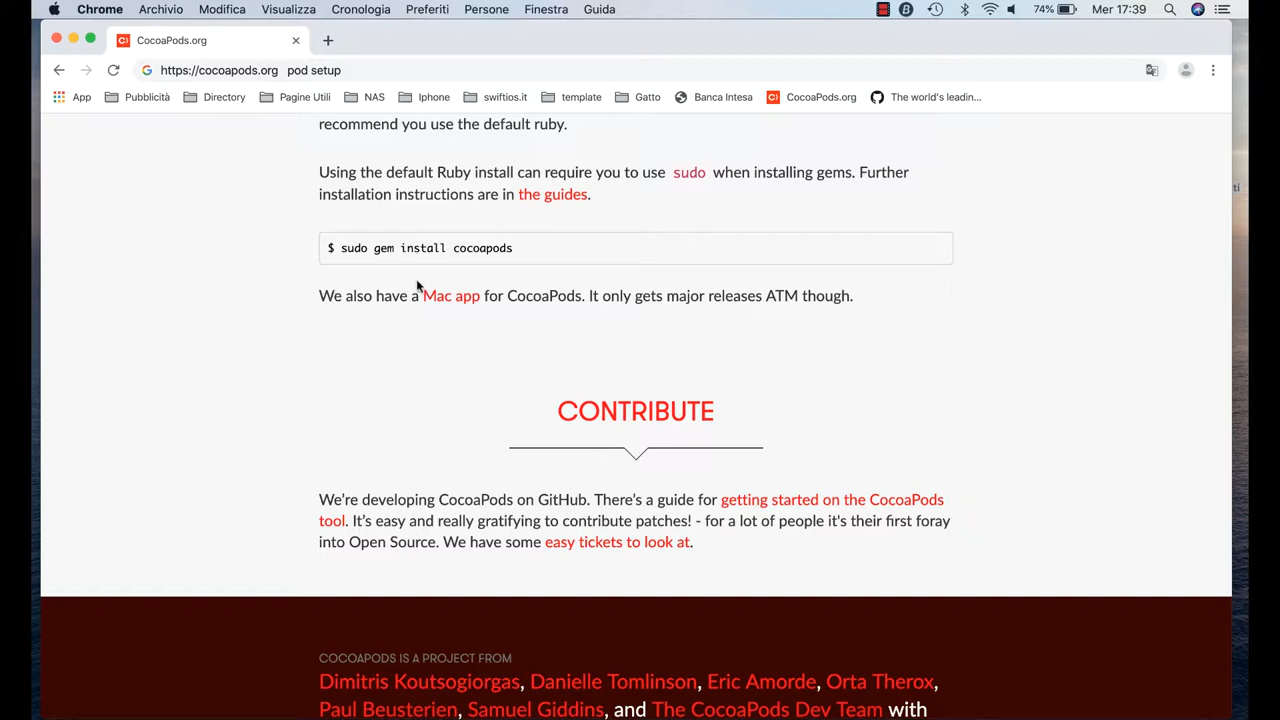 Chrome Archivio Modifica Visualizza Cronologia Preferiti Persone Finestra Guida 74% Mer 17:39
CocoaPods.org
https://cocoapods.org pod setup
App Pubblicità Directory Pagine Utili NAS Iphone swiftios.it template Gatto Banca Intesa CocoaPods.org The world's leadin...
recommend you use the default ruby.
Using the default Ruby install can require you to use sudo when installing gems. Further
installation instructions are in the guides.
$ sudo gem install cocoapods
We also have a Mac app for CocoaPods. It only gets major releases ATM though.
CONTRIBUTE
We're developing CocoaPods on GitHub. There's a guide for getting started on the CocoaPods
tool. It's easy and really gratifying to contribute patches! - for a lot of people it's their first foray
into Open Source. We have some easy tickets to look at.
COCOAPODS IS A PROJECT FROM
Dimitris Koutsogiorgas, Danielle Tomlinson, Eric Amorde, Orta Therox,
Paul Beusterien, Samuel Giddins, and The CocoaPods Dev Team with